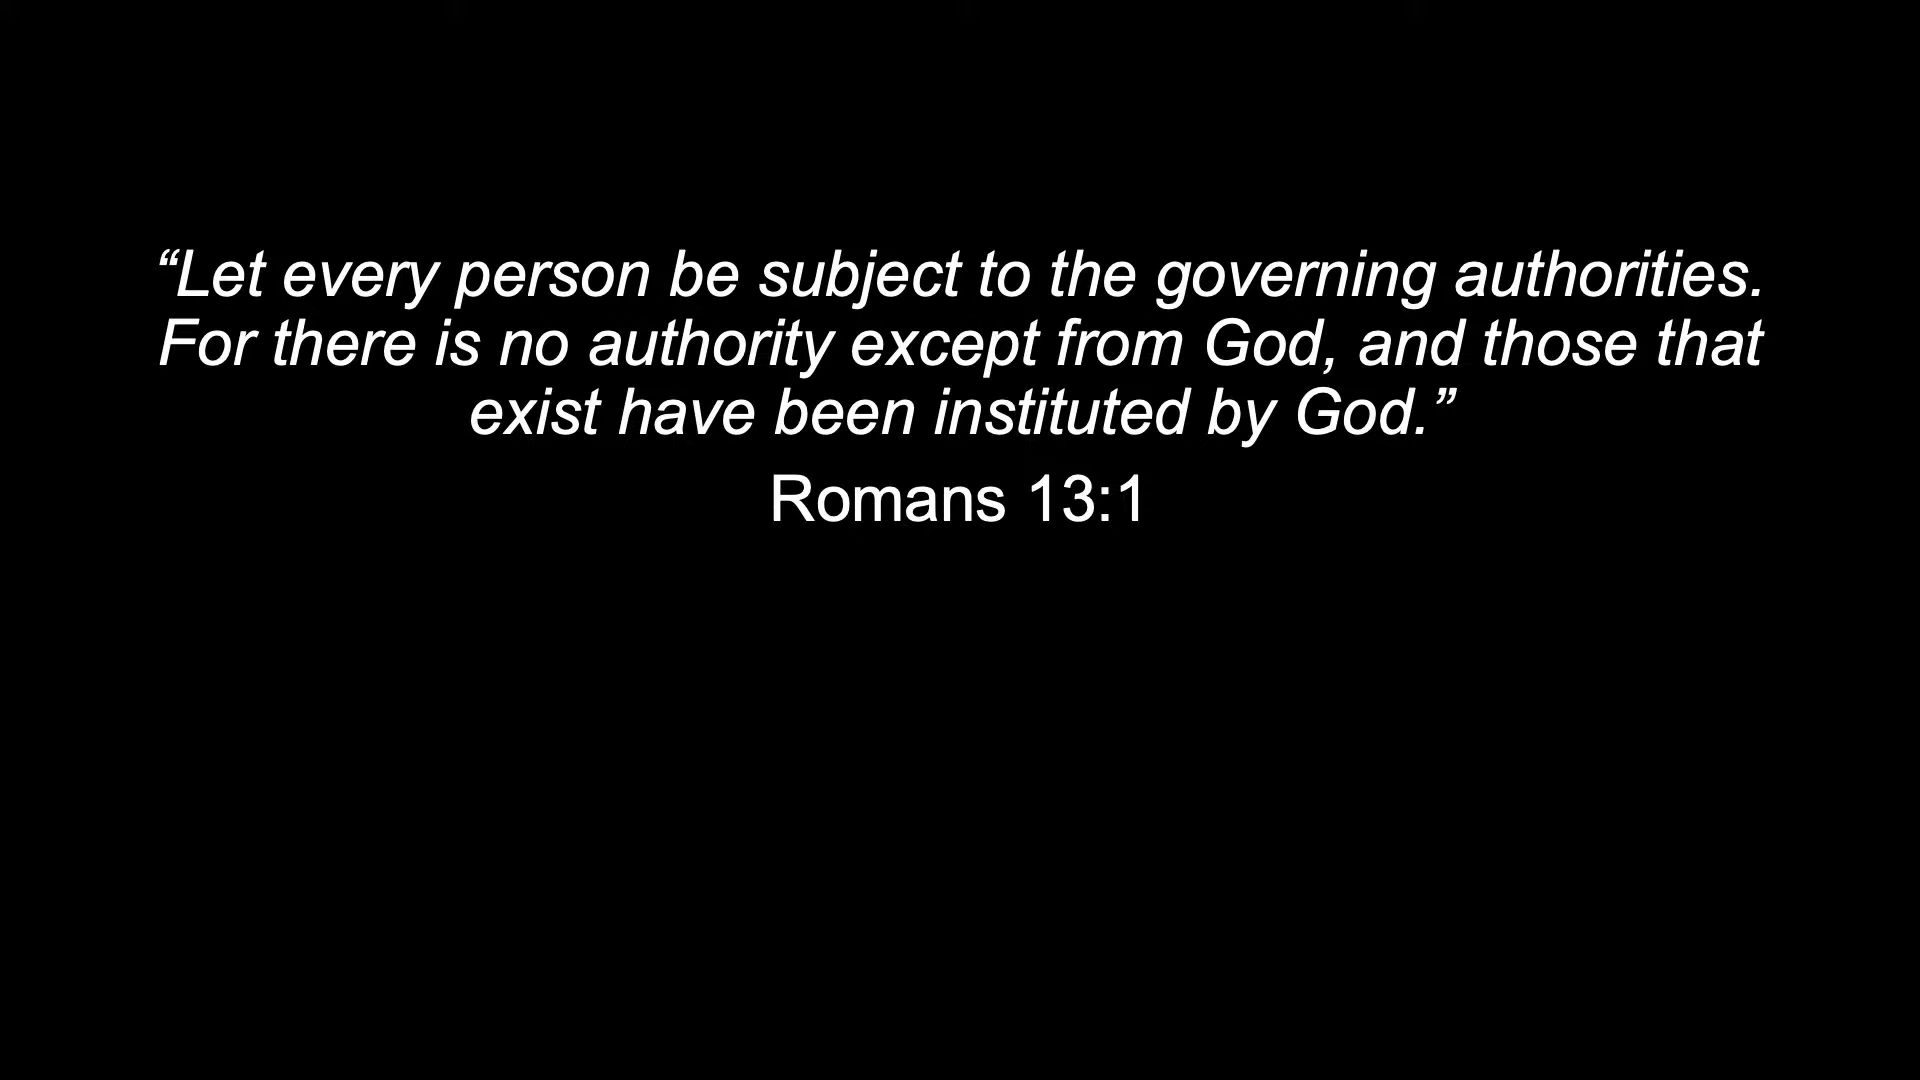 “Let every person be subject to the governing authorities.
For there is no authority except from God, and those that
exist have been instituted by God.”
Romans 13:1